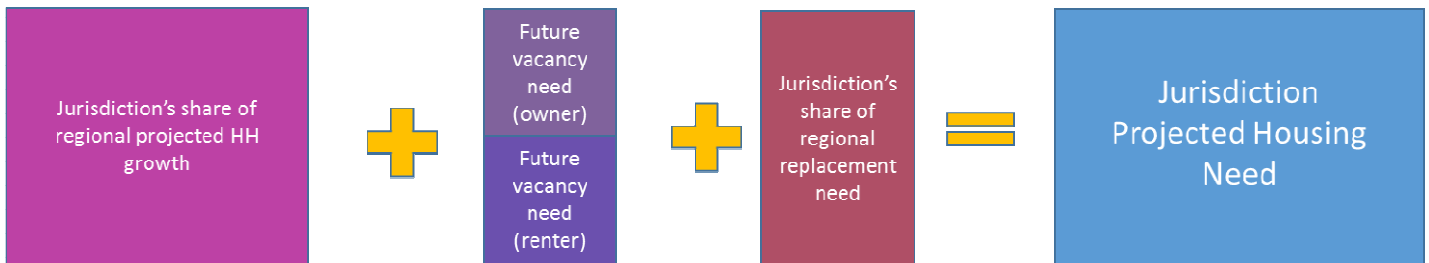 Jurisdiction's share of
regional projected HH
growth
Future
vacancy
need
(owner)
Future
vacancy
need
(renter)
Jurisdiction's
share of
regional
replacement
need
Jurisdiction
Projected Housing
Need